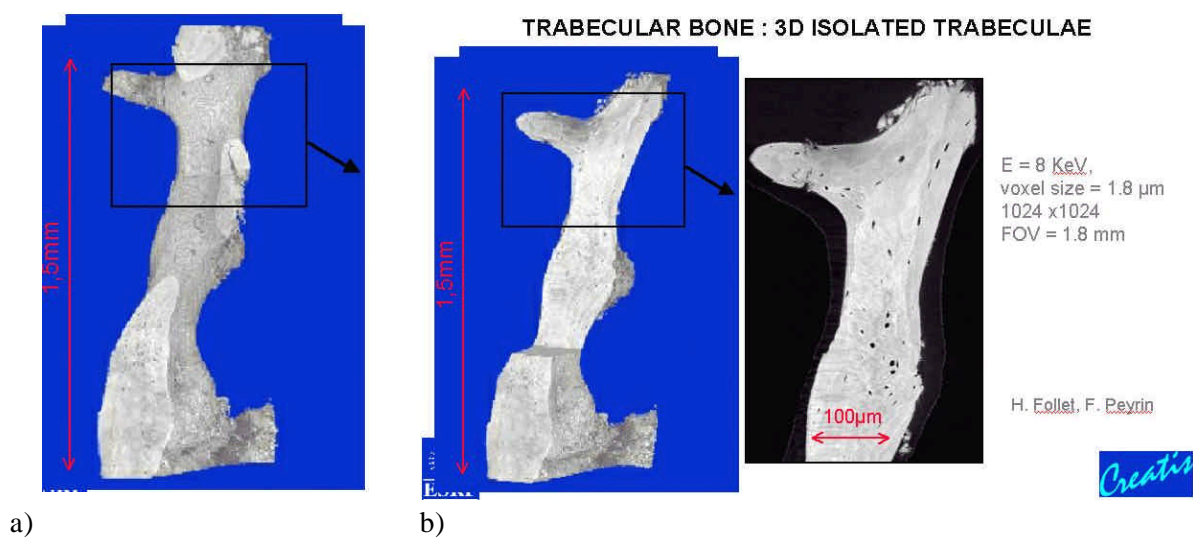 TRABECULAR BONE : 3D ISOLATED TRABECULAE
1,5mm
1,5mm
100µm
E = 8 KeV,
voxel size = 1.8 µm
1024 x1024
FOV = 1.8 mm
H. Follet, F. Peyrin
Creatis
a)
b)